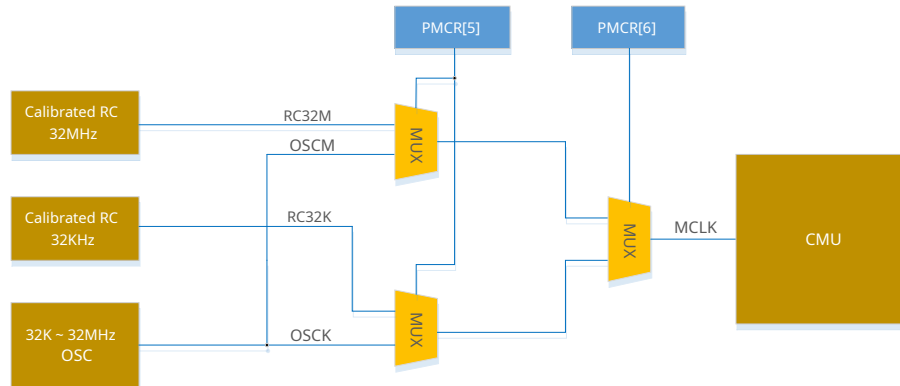 PMCR[5]
PMCR[6]
Calibrated RC
32MHz
RC32M
OSCM
MUX
Calibrated RC
32KHz
RC32K
MUX
MCLK
CMU
32K ~ 32MHz
OSC
OSCK
MUX